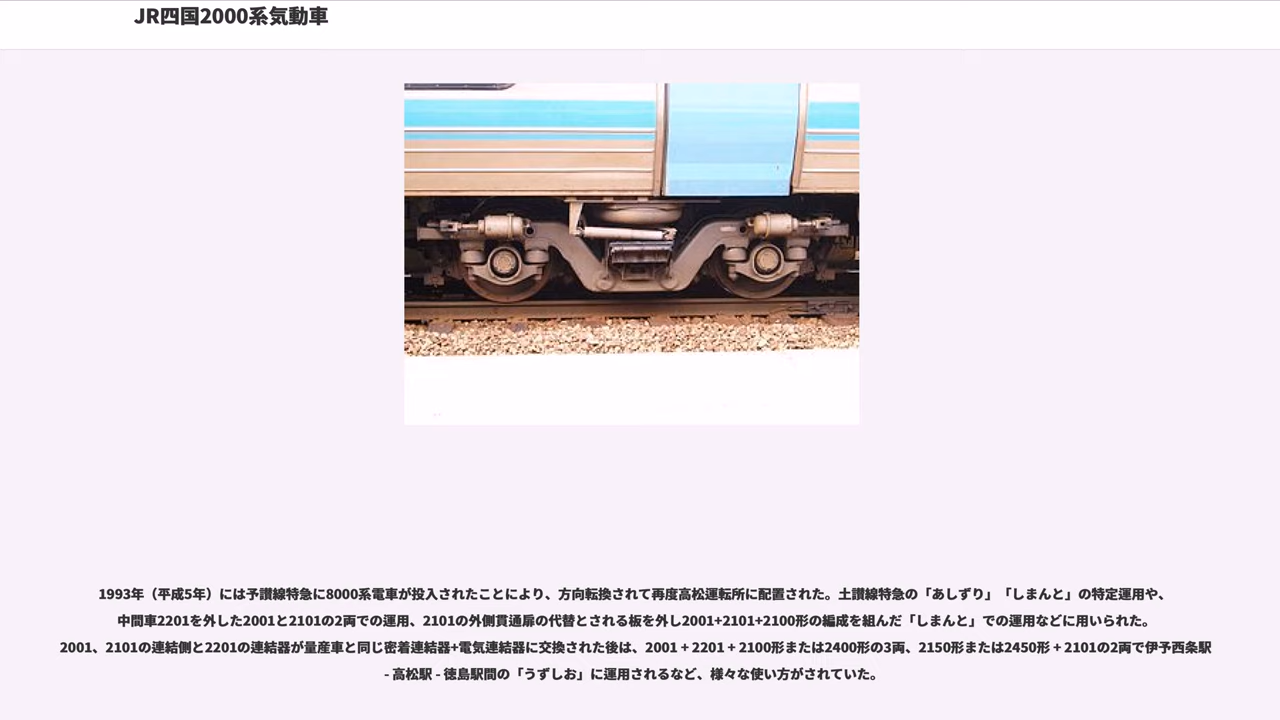 JR四国2000系気動車
1993年（平成5年）には予讃線特急に8000系電車が投入されたことにより、方向転換されて再度高松運転所に配置された。土讃線特急の「あしずり」「しまんと」の特定運用や、
中間車2201を外した2001と2101の2両での運用、2101の外側貫通扉の代替とされる板を外し2001+2101+2100形の編成を組んだ「しまんと」での運用などに用いられた。
2001、2101の連結側と2201の連結器が量産車と同じ密着連結器+電気連結器に交換された後は、2001 + 2201 + 2100形または2400形の3両、2150形または2450形 + 2101の2両で伊予西条駅
- 高松駅 - 徳島駅間の「うずしお」に運用されるなど、様々な使い方がされていた。